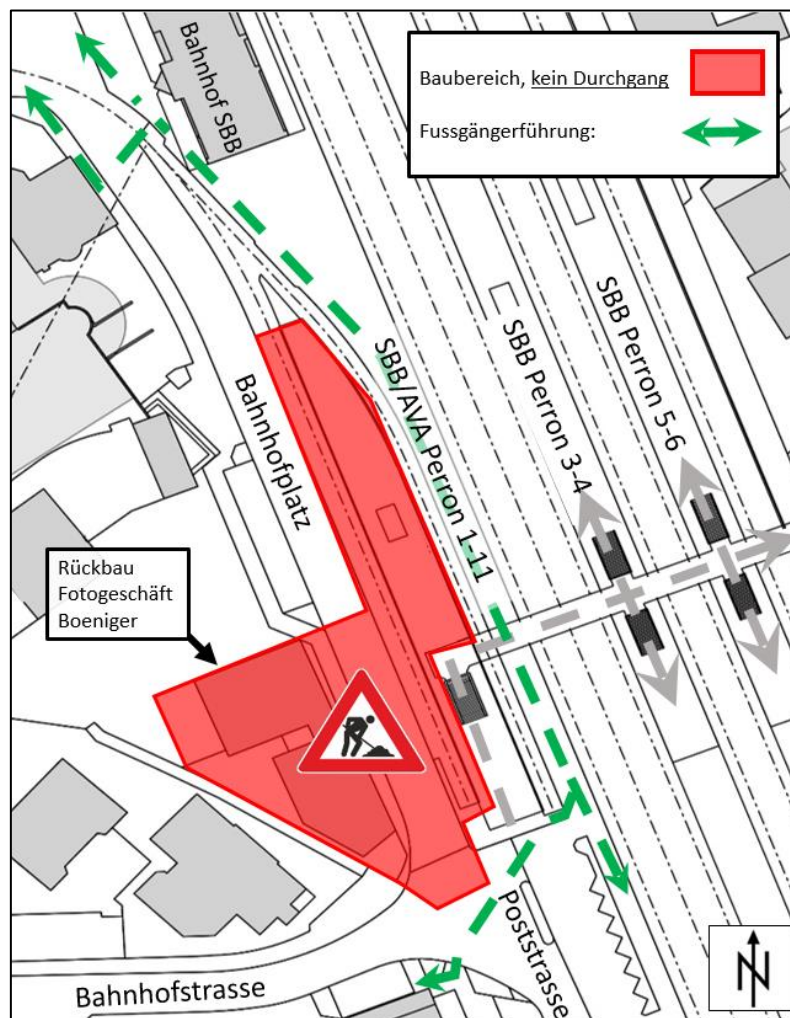 Bahnhof SBB
Baubereich, kein Durchgang
Fussgängerführung:
SBB/AVA Perron 1-11
SBB Perron 3-4
SBB Perron 5-6
Bahnhofplatz
Rückbau
Fotogeschäft
Boeniger
Poststrasse
Bahnhofstrasse
N